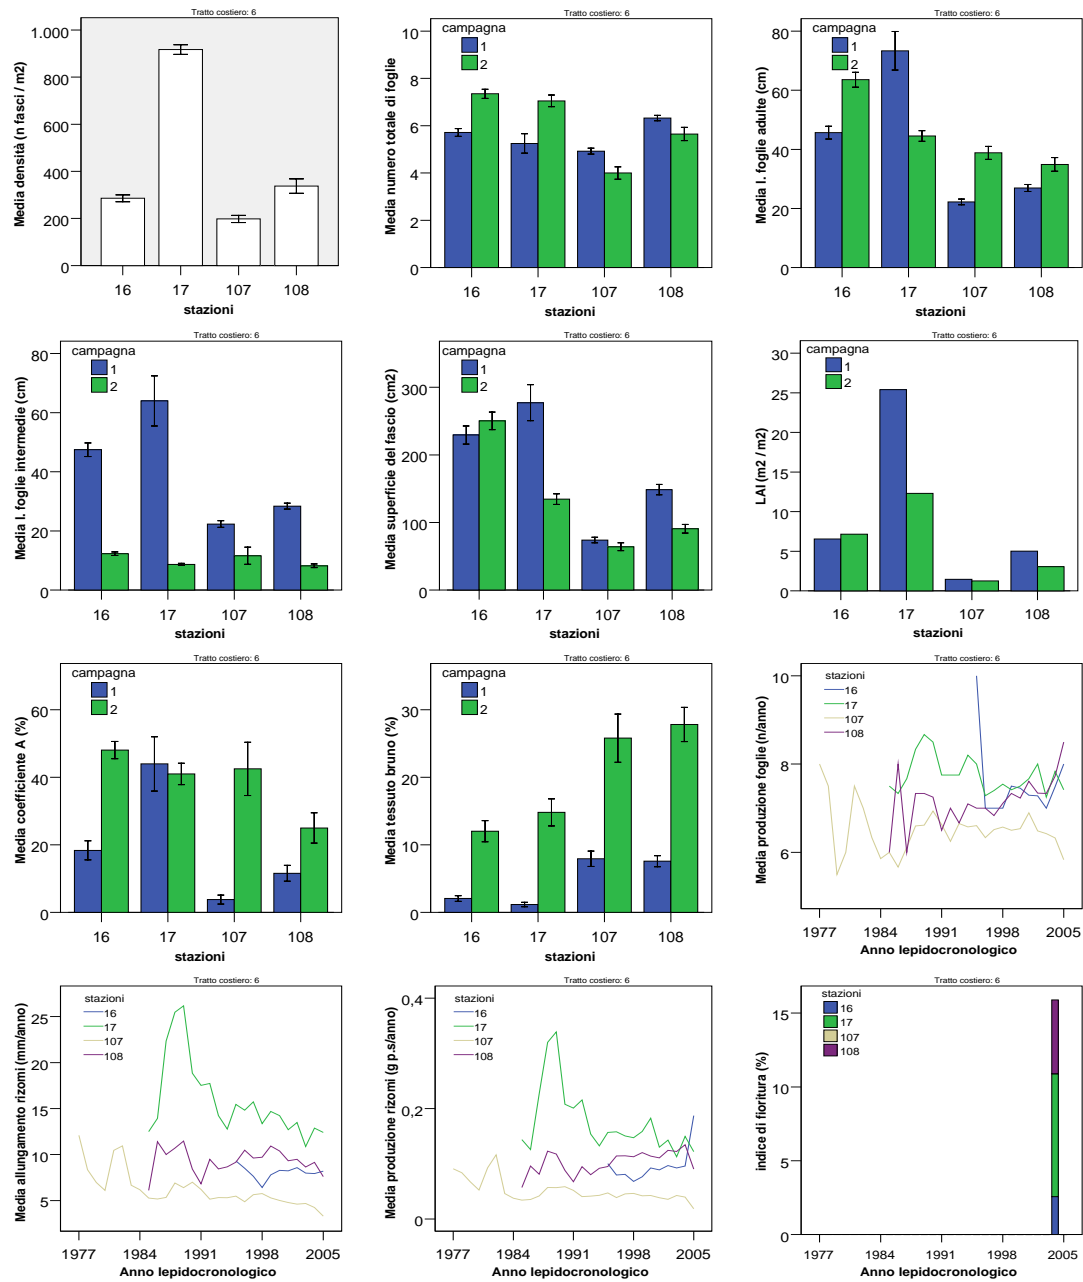 Tratto costiero: 6
Media densità (n fasci / m2)
1.000
800
600
400
200
0
16 17 107 108
stazioni
Tratto costiero: 6
campagna
1
2
Media numero totale di foglie
10
8
6
4
2
0
16 17 107 108
stazioni
Tratto costiero: 6
campagna
1
2
Media l. foglie adulte (cm)
80
60
40
20
0
16 17 107 108
stazioni
Tratto costiero: 6
campagna
1
2
Media l. foglie intermedie (cm)
80
60
40
20
0
16 17 107 108
stazioni
Tratto costiero: 6
campagna
1
2
Media superficie del fascio (cm2)
300
200
100
0
16 17 107 108
stazioni
Tratto costiero: 6
campagna
1
2
LAI (m2 / m2)
30
25
20
15
10
5
0
16 17 107 108
stazioni
Tratto costiero: 6
campagna
1
2
Media coefficiente A (%)
60
40
20
0
16 17 107 108
stazioni
Tratto costiero: 6
campagna
1
2
Media tessuto bruno (%)
30
20
10
0
16 17 107 108
stazioni
Tratto costiero: 6
stazioni
16
17
107
108
Media produzione foglie (n/anno)
10
8
6
1977 1984 1991 1998 2005
Anno lepidocronologico
Tratto costiero: 6
stazioni
16
17
107
108
Media allungamento rizomi (mm/anno)
25
20
15
10
5
1977 1984 1991 1998 2005
Anno lepidocronologico
Tratto costiero: 6
stazioni
16
17
107
108
Media produzione rizomi (g p.s/anno)
0,4
0,2
0
1977 1984 1991 1998 2005
Anno lepidocronologico
Tratto costiero: 6
stazioni
16
17
107
108
indice di fioritura (%)
15
10
5
0
1977 1984 1991 1998 2005
Anno lepidocronologico